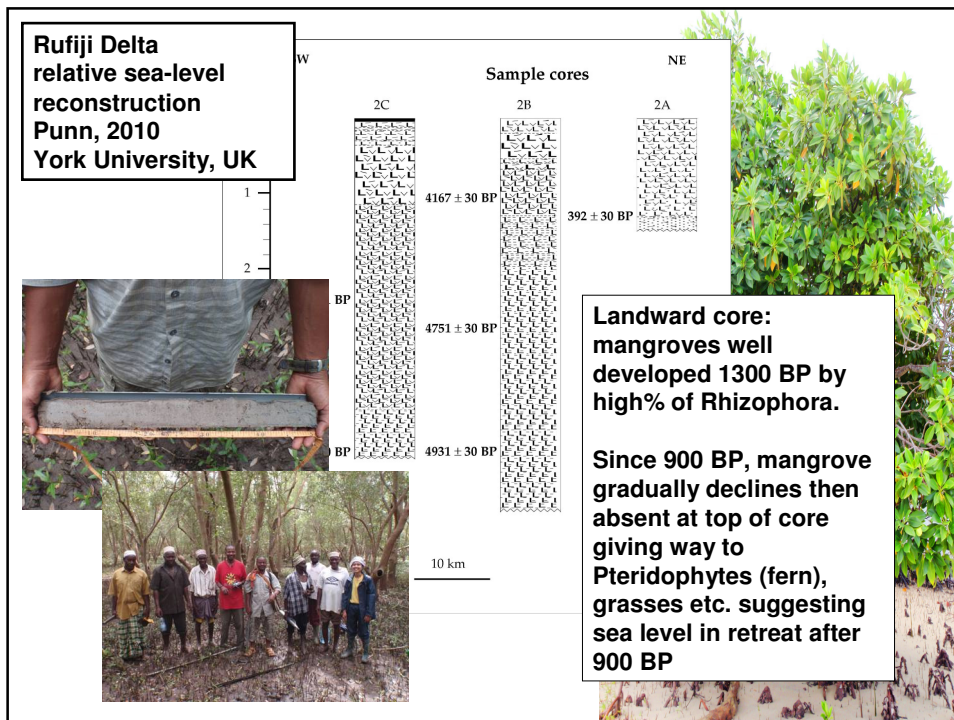 Rufiji Delta
relative sea-level
reconstruction
Punn, 2010
York University, UK
W
NE
Sample cores
2C
2B
2A
1
4167 ± 30 BP
392 ± 30 BP
2
BP
4751 ± 30 BP
4931 ± 30 BP
BP
10 km
Landward core:
mangroves well
developed 1300 BP by
high% of Rhizophora.
Since 900 BP, mangrove
gradually declines then
absent at top of core
giving way to
Pteridophytes (fern),
grasses etc. suggesting
sea level in retreat after
900 BP